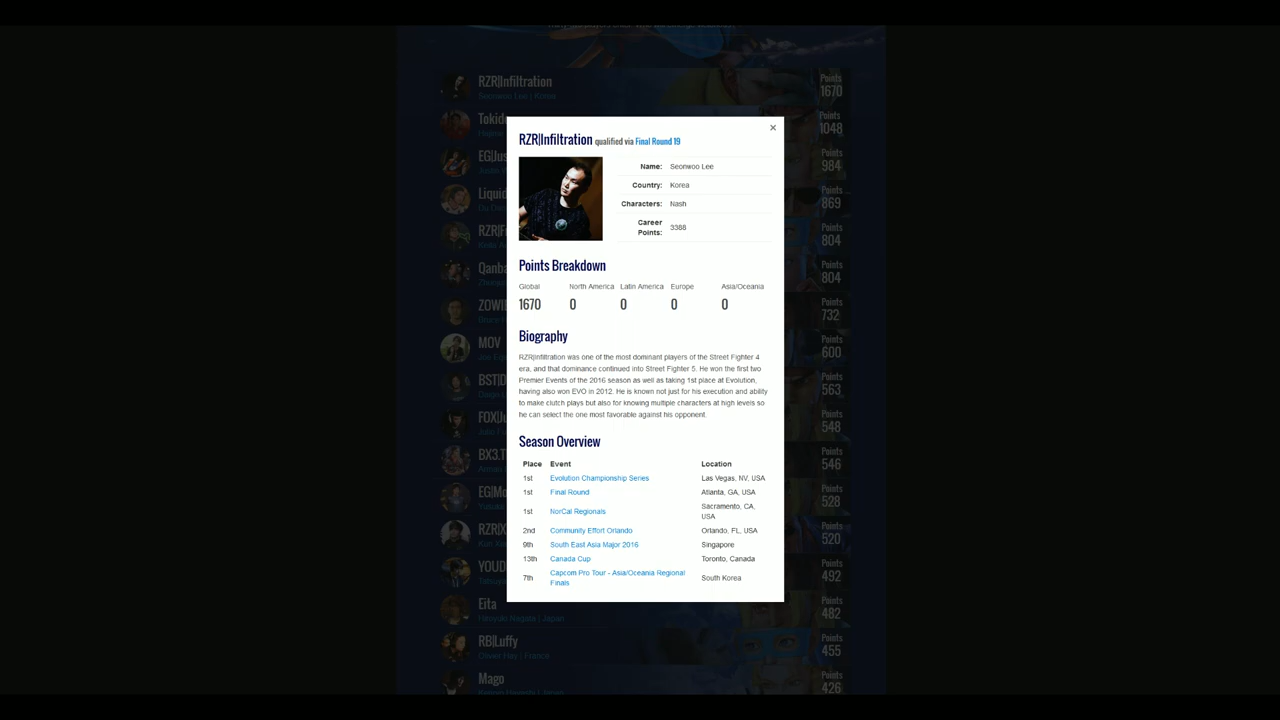 RZR|Infiltration
Seonwoo Lee | Korea
Points
1670
Points
1048
Points
984
Points
869
Points
804
Points
804
Points
732
MOV
Points
600
Points
563
Points
548
Points
546
Points
528
Points
520
Points
492
Eita
Hiroyuki Nagata | Japan
Points
482
RB|Luffy
Olivier Hay | France
Points
455
Mago
Points
426
×
RZR|Infiltration qualified via Final Round 19
Name: Seonwoo Lee
Country: Korea
Characters: Nash
Career Points: 3388
Points Breakdown
Global North America Latin America Europe Asia/Oceania
1670 0 0 0 0
Biography
RZR|Infiltration was one of the most dominant players of the Street Fighter 4
era, and that dominance continued into Street Fighter 5. He won the first two
Premier Events of the 2016 season as well as taking 1st place at Evolution,
having also won EVO in 2012. He is known not just for his execution and ability
to make clutch plays but also for knowing multiple characters at high levels so
he can select the one most favorable against his opponent.
Season Overview
Place Event Location
1st Evolution Championship Series Las Vegas, NV, USA
1st Final Round Atlanta, GA, USA
1st NorCal Regionals Sacramento, CA, USA
2nd Community Effort Orlando Orlando, FL, USA
9th South East Asia Major 2016 Singapore
13th Canada Cup Toronto, Canada
7th Capcom Pro Tour - Asia/Oceania Regional Finals South Korea